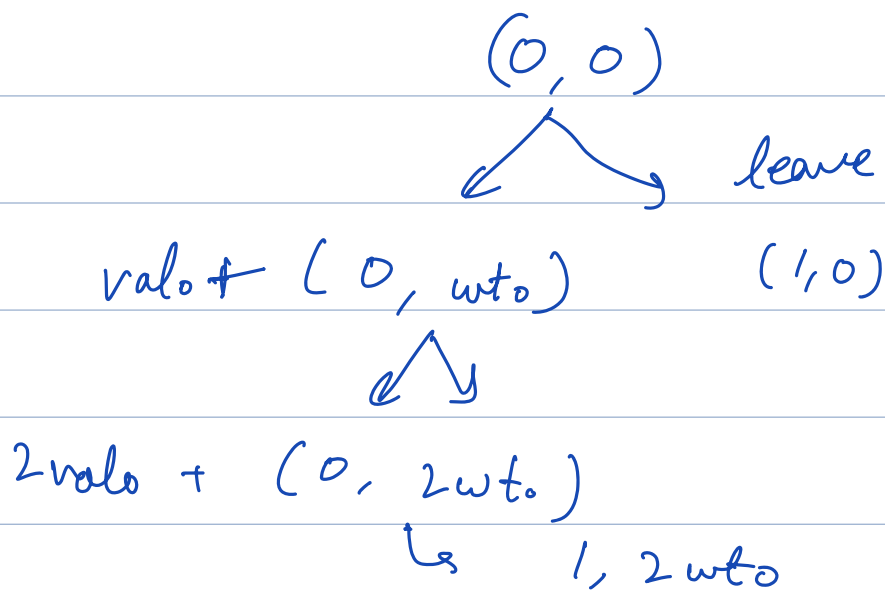 (0, 0)
leave
val₀ + (0, wt₀) (1, 0)
2val₀ + (0, 2wt₀)
1, 2wt₀